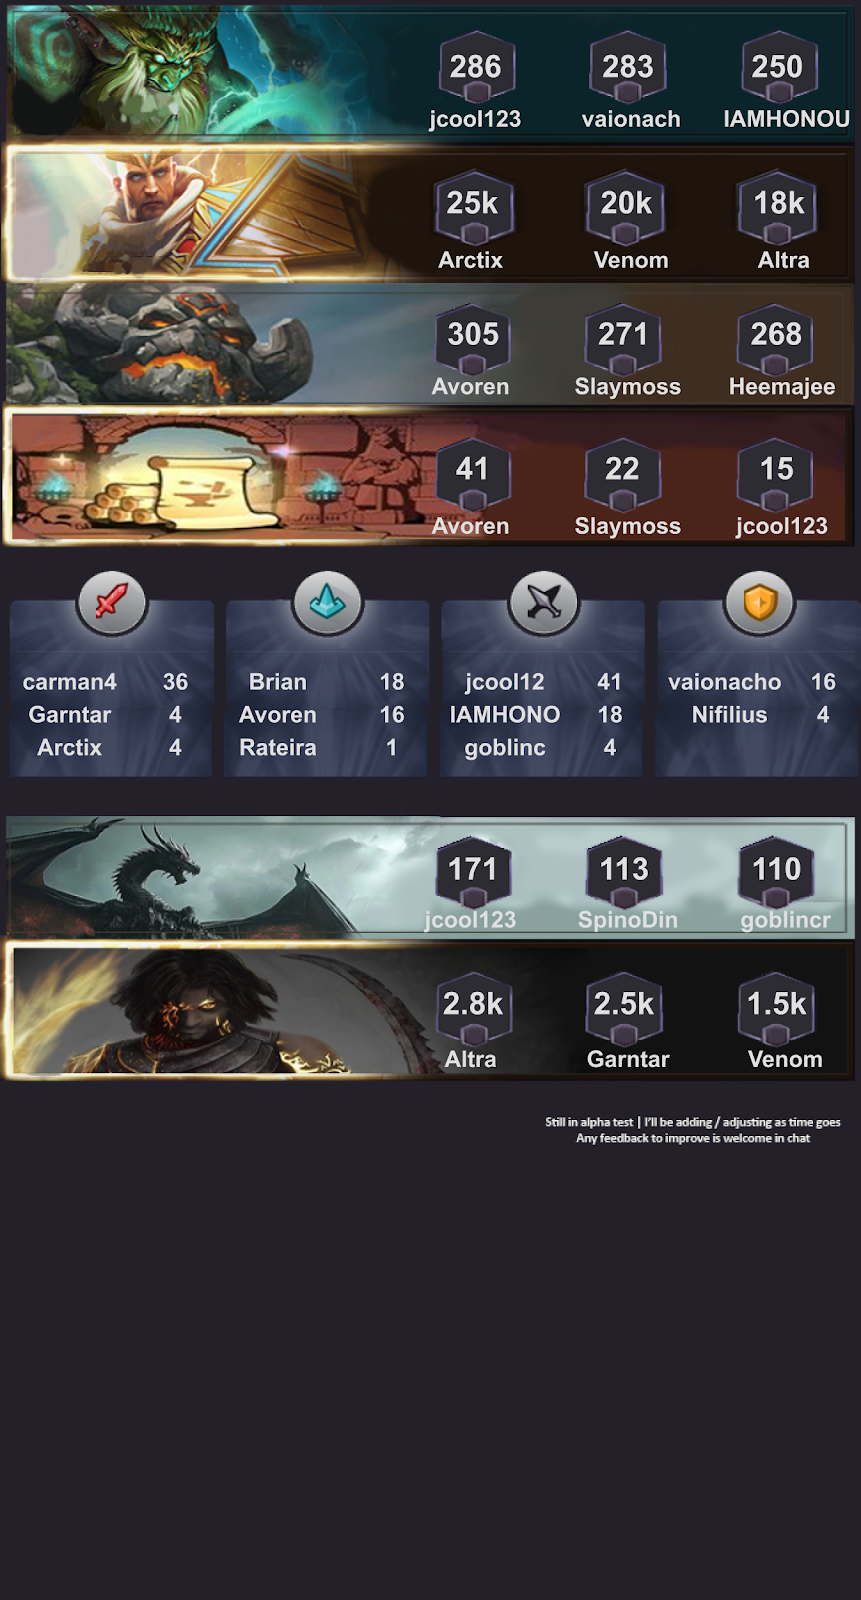 286 283 250
jcool123 vaionach IAMHONOU
25k 20k 18k
Arctix Venom Altra
305 271 268
Avoren Slaymoss Heemajee
41 22 15
Avoren Slaymoss jcool123
carman4 36 Brian 18 jcool12 41 vaionacho 16
Garntar 4 Avoren 16 IAMHONO 18 Nifilius 4
Arctix 4 Rateira 1 goblinc 4
171 113 110
jcool123 SpinoDin goblincr
2.8k 2.5k 1.5k
Altra Garntar Venom
Still in alpha test | I'll be adding / adjusting as time goes
Any feedback to improve is welcome in chat